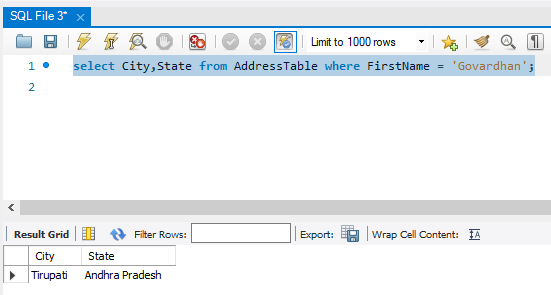 SQL File 3*
Limit to 1000 rows
1 select City,State from AddressTable where FirstName = 'Govardhan';
2
Result Grid Filter Rows: Export: Wrap Cell Content: IA
City State
Tirupati Andhra Pradesh